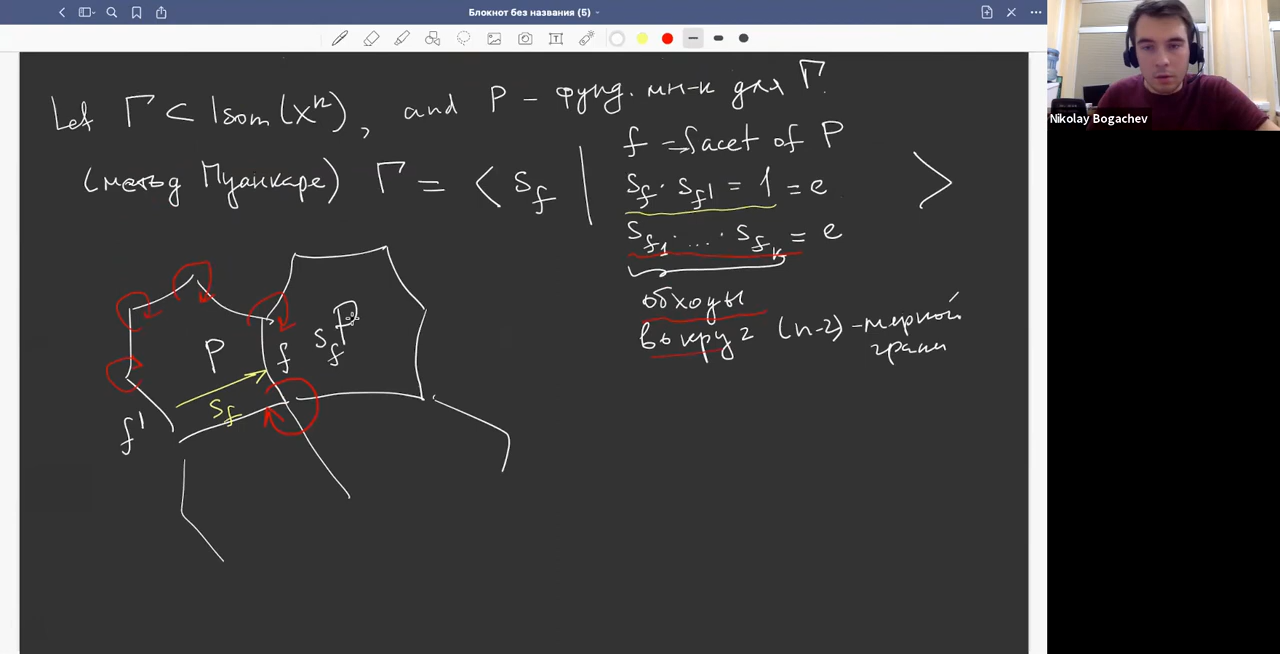 Блокнот без названия (5)
Nikolay Bogachev
Let Γ ⊂ Isom(Xⁿ), and P – фунд. мн-к для Γ.
(метод Пуанкаре) Γ = ⟨ S_f | f – facet of P
S_f · S_f' = 1 = e
S_f₁ · ... · S_fₖ = e ⟩
обходы
вокруг (n-2)-мерной
грани
P f S_f P
S_f
f'